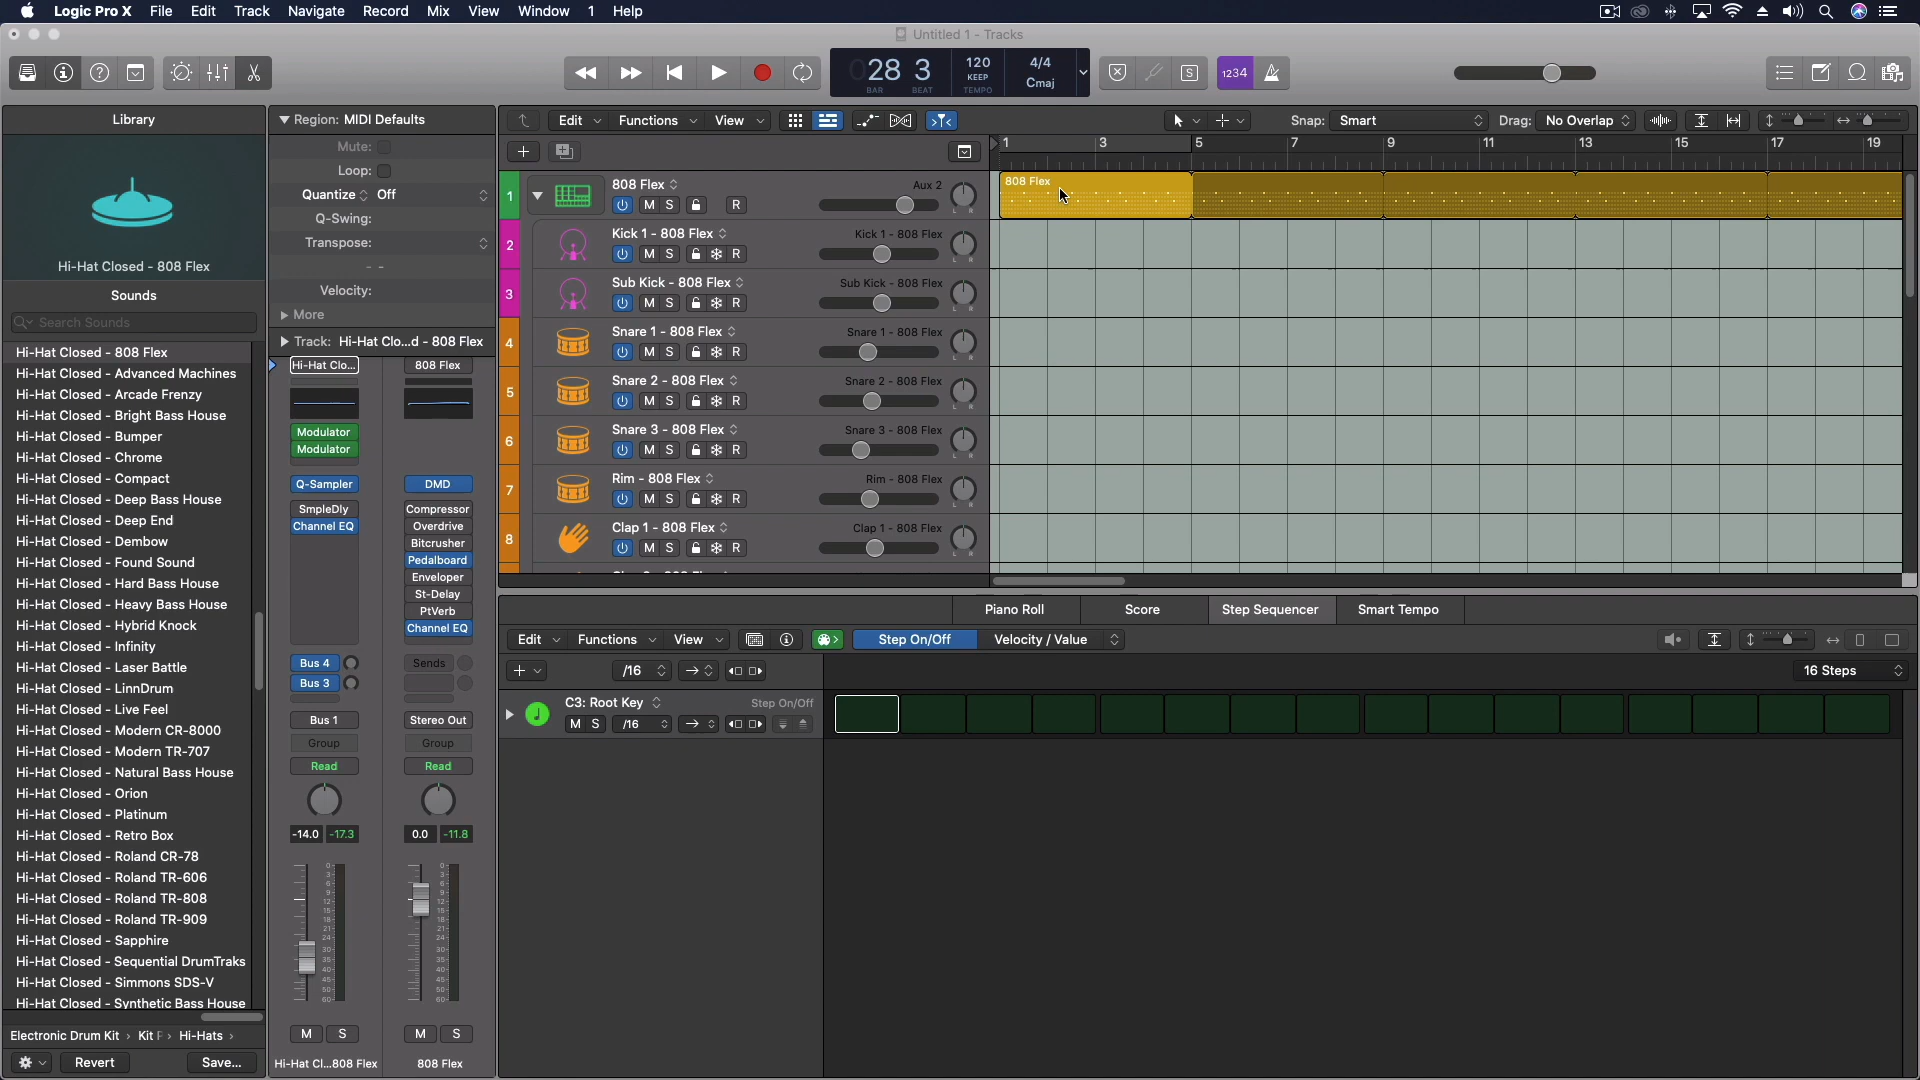 Logic Pro X File Edit Track Navigate Record Mix View Window 1 Help
Untitled 1 - Tracks
28 3
BAR BEAT
120
KEEP
TEMPO
4/4
Cmaj
S
1234
Library
Hi-Hat Closed - 808 Flex
Sounds
Search Sounds
Hi-Hat Closed - 808 Flex
Hi-Hat Closed - Advanced Machines
Hi-Hat Closed - Arcade Frenzy
Hi-Hat Closed - Bright Bass House
Hi-Hat Closed - Bumper
Hi-Hat Closed - Chrome
Hi-Hat Closed - Compact
Hi-Hat Closed - Deep Bass House
Hi-Hat Closed - Deep End
Hi-Hat Closed - Dembow
Hi-Hat Closed - Found Sound
Hi-Hat Closed - Hard Bass House
Hi-Hat Closed - Heavy Bass House
Hi-Hat Closed - Hybrid Knock
Hi-Hat Closed - Infinity
Hi-Hat Closed - Laser Battle
Hi-Hat Closed - LinnDrum
Hi-Hat Closed - Live Feel
Hi-Hat Closed - Modern CR-8000
Hi-Hat Closed - Modern TR-707
Hi-Hat Closed - Natural Bass House
Hi-Hat Closed - Orion
Hi-Hat Closed - Platinum
Hi-Hat Closed - Retro Box
Hi-Hat Closed - Roland CR-78
Hi-Hat Closed - Roland TR-606
Hi-Hat Closed - Roland TR-808
Hi-Hat Closed - Roland TR-909
Hi-Hat Closed - Sapphire
Hi-Hat Closed - Sequential DrumTraks
Hi-Hat Closed - Simmons SDS-V
Hi-Hat Closed - Synthetic Bass House
Electronic Drum Kit › Kit › Hi-Hats ›
Revert Save...
Region: MIDI Defaults
Mute:
Loop:
Quantize Off
Q-Swing:
Transpose:
- -
Velocity:
More
Track: Hi-Hat Clo...d - 808 Flex
Hi-Hat Clo... 808 Flex
Modulator
Modulator
Q-Sampler DMD
SmpleDly Compressor
Channel EQ Overdrive
Bitcrusher
Pedalboard
Enveloper
St-Delay
PtVerb
Channel EQ
Bus 4 Sends
Bus 3
Bus 1 Stereo Out
Group Group
Read Read
-14.0 -17.3 0.0 -11.8
M S M S
Hi-Hat Cl...808 Flex 808 Flex
Edit Functions View
Snap: Smart Drag: No Overlap
1 3 5 7 9 11 13 15 17 19
1 808 Flex Aux 2
M S R
L R
808 Flex
2 Kick 1 - 808 Flex Kick 1 - 808 Flex
M S R
L R
3 Sub Kick - 808 Flex Sub Kick - 808 Flex
M S R
L R
4 Snare 1 - 808 Flex Snare 1 - 808 Flex
M S R
L R
5 Snare 2 - 808 Flex Snare 2 - 808 Flex
M S R
L R
6 Snare 3 - 808 Flex Snare 3 - 808 Flex
M S R
L R
7 Rim - 808 Flex Rim - 808 Flex
M S R
L R
8 Clap 1 - 808 Flex Clap 1 - 808 Flex
M S R
L R
Piano Roll Score Step Sequencer Smart Tempo
Edit Functions View Step On/Off Velocity / Value
/16 16 Steps
C3: Root Key Step On/Off
M S /16